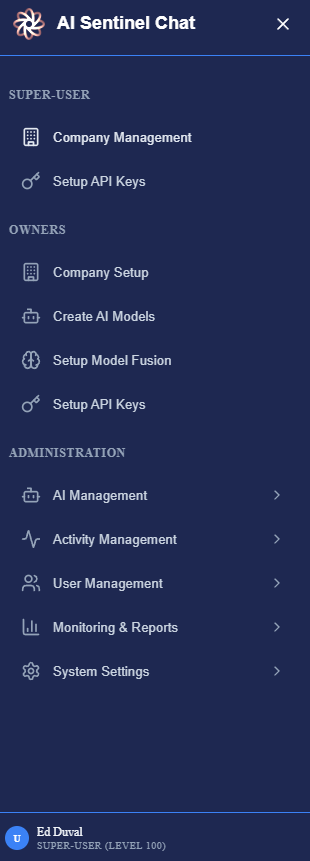 AI Sentinel Chat
SUPER-USER
Company Management
Setup API Keys
OWNERS
Company Setup
Create AI Models
Setup Model Fusion
Setup API Keys
ADMINISTRATION
AI Management
Activity Management
User Management
Monitoring & Reports
System Settings
U
Ed Duval
SUPER-USER (LEVEL 100)